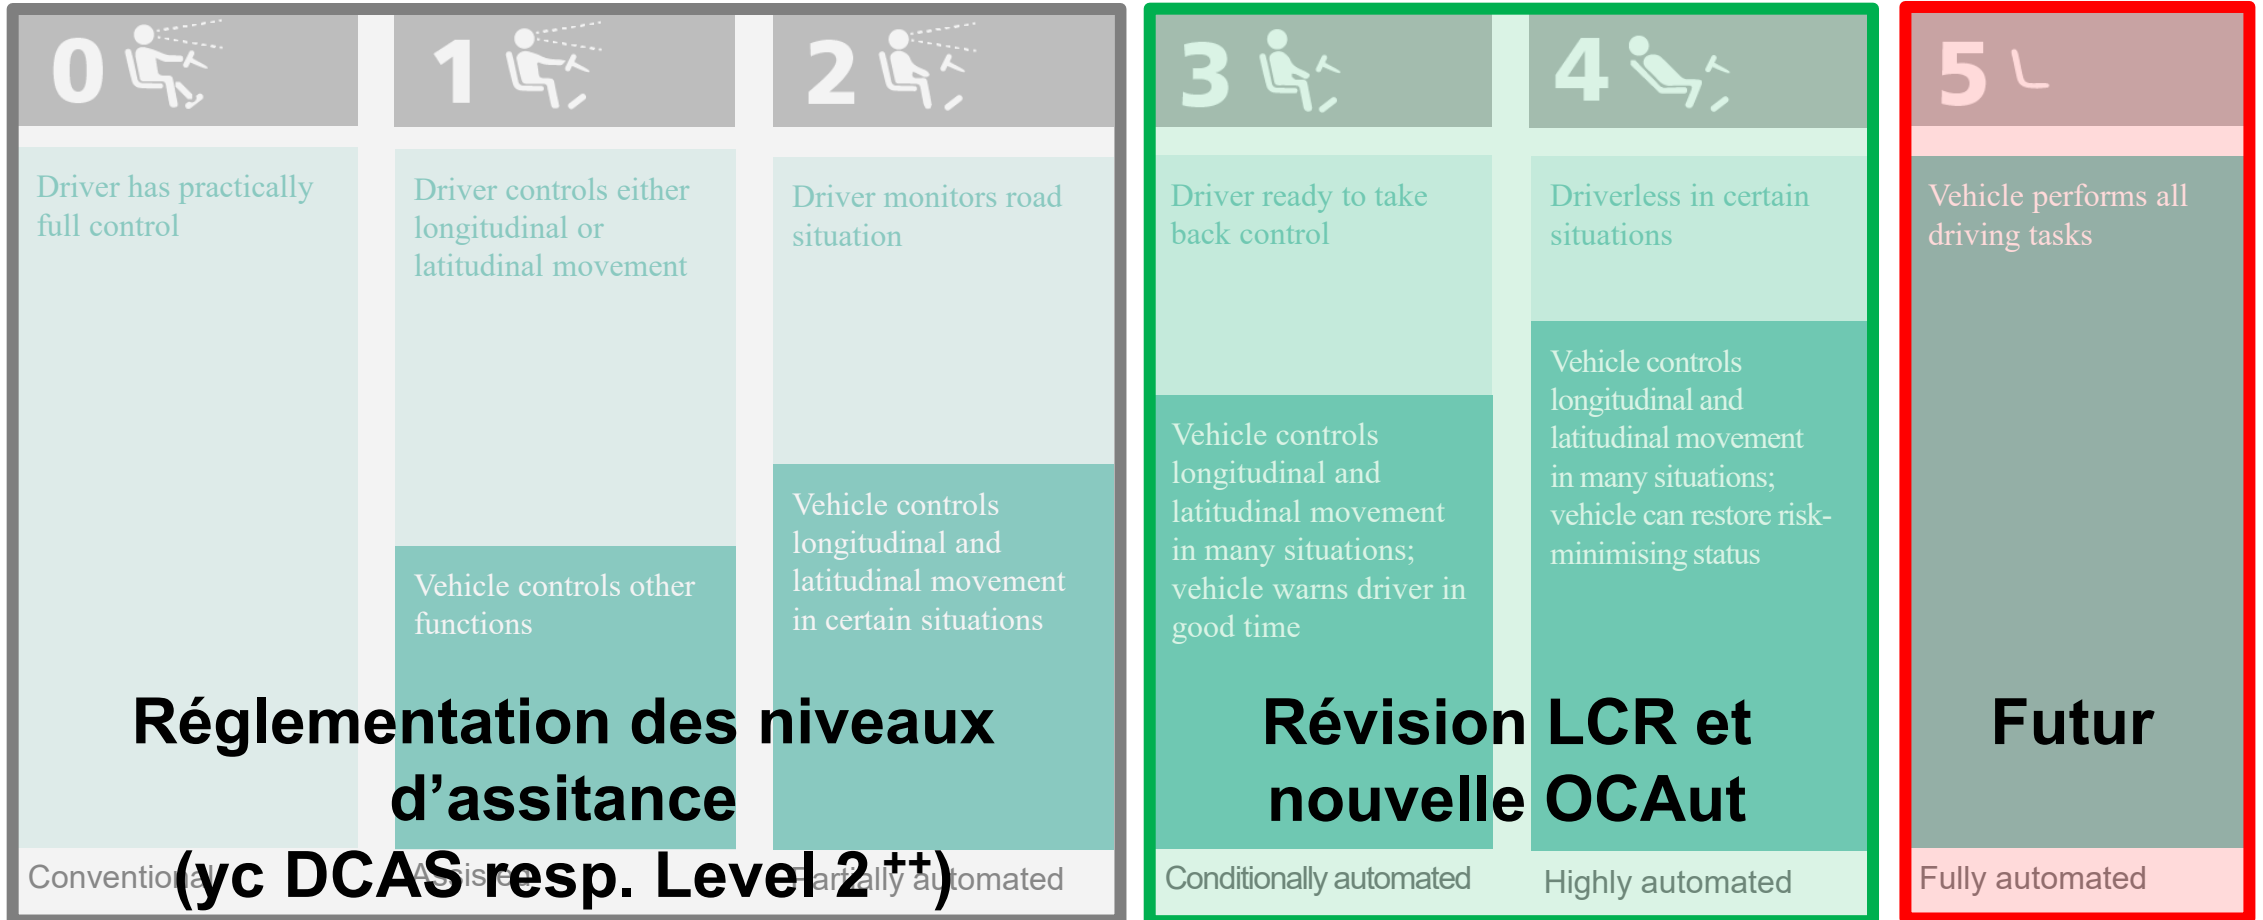 0
Driver has practically
full control
Conventional
1
Driver controls either
longitudinal or
latitudinal movement
Vehicle controls other
functions
Assisted
2
Driver monitors road
situation
Vehicle controls
longitudinal and
latitudinal movement
in certain situations
Partially automated
Réglementation des niveaux
d’assitance
(yc DCAS resp. Level 2 ++)
3
Driver ready to take
back control
Vehicle controls
longitudinal and
latitudinal movement
in many situations;
vehicle warns driver in
good time
Conditionally automated
4
Driverless in certain
situations
Vehicle controls
longitudinal and
latitudinal movement
in many situations;
vehicle can restore risk-
minimising status
Highly automated
Révision LCR et
nouvelle OCAut
5
Vehicle performs all
driving tasks
Futur
Fully automated